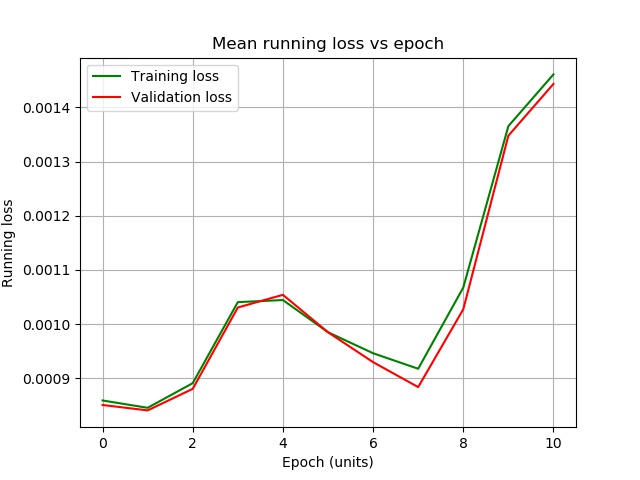 Mean running loss vs epoch
Training loss
Validation loss
0.0014
0.0013
0.0012
0.0011
0.0010
0.0009
Running loss
0 2 4 6 8 10
Epoch (units)